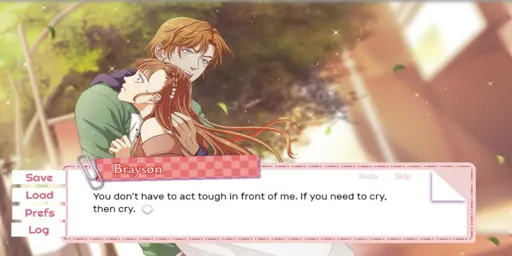 Brayson
Auto Skip
Save
Load
Prefs
Log
You don't have to act tough in front of me. If you need to cry,
then cry.